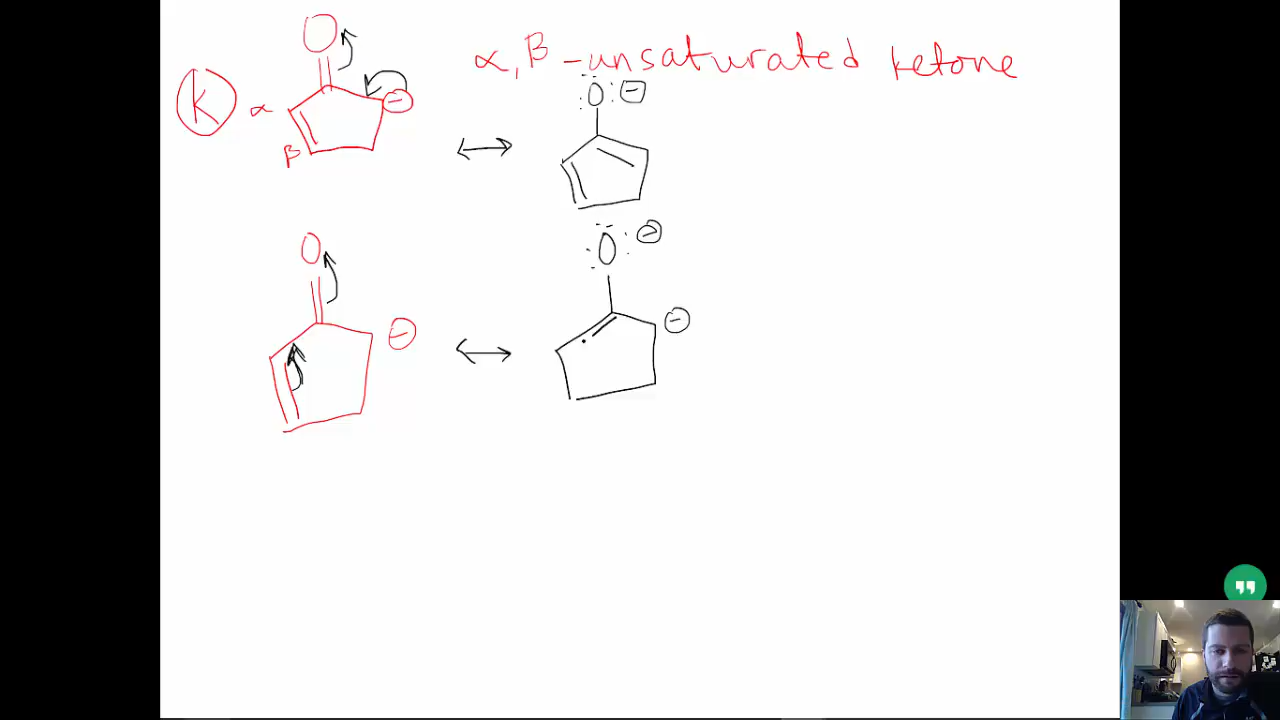 O
α, β-unsaturated ketone
K
α
β
⊖
:Ö: ⊖
O
⊖
:Ö: ⊖
⊖